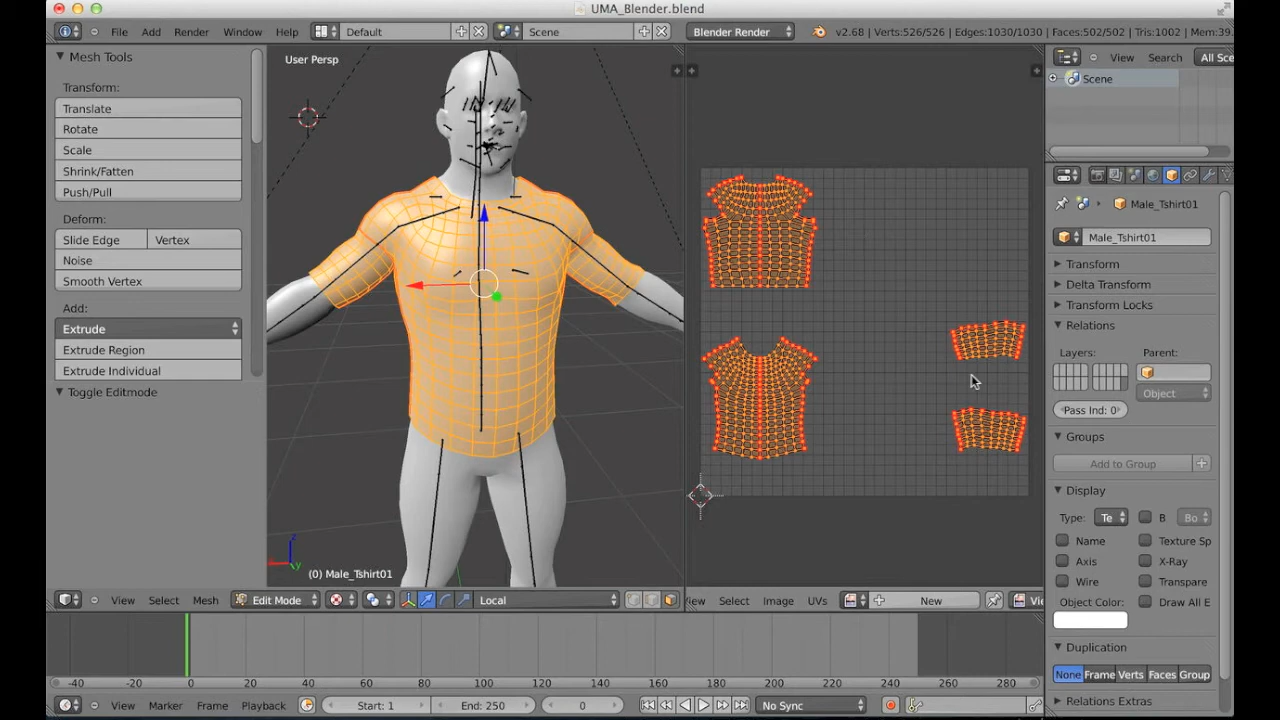 UMA_Blender.blend
File Add Render Window Help Default Scene Blender Render v2.68 | Verts:526/526 | Edges:1030/1030 | Faces:502/502 | Tris:1002 | Mem:39.
Mesh Tools
Transform:
Translate
Rotate
Scale
Shrink/Fatten
Push/Pull
Deform:
Slide Edge Vertex
Noise
Smooth Vertex
Add:
Extrude
Extrude Region
Extrude Individual
Toggle Editmode
User Persp
z
y
(0) Male_Tshirt01
View Select Mesh Edit Mode Local
iew Select Image UVs New Vie
View Search All Sce
Scene
Male_Tshirt01
Male_Tshirt01
Transform
Delta Transform
Transform Locks
Relations
Layers: Parent:
Object
Pass Ind: 0
Groups
Add to Group
Display
Type: Te B Bo
Name Texture Sp
Axis X-Ray
Wire Transpare
Object Color: Draw All E
Duplication
None Frame Verts Faces Group
Relations Extras
-40 -20 0 20 40 60 80 100 120 140 160 180 200 220 240 260 280
View Marker Frame Playback Start: 1 End: 250 0 No Sync